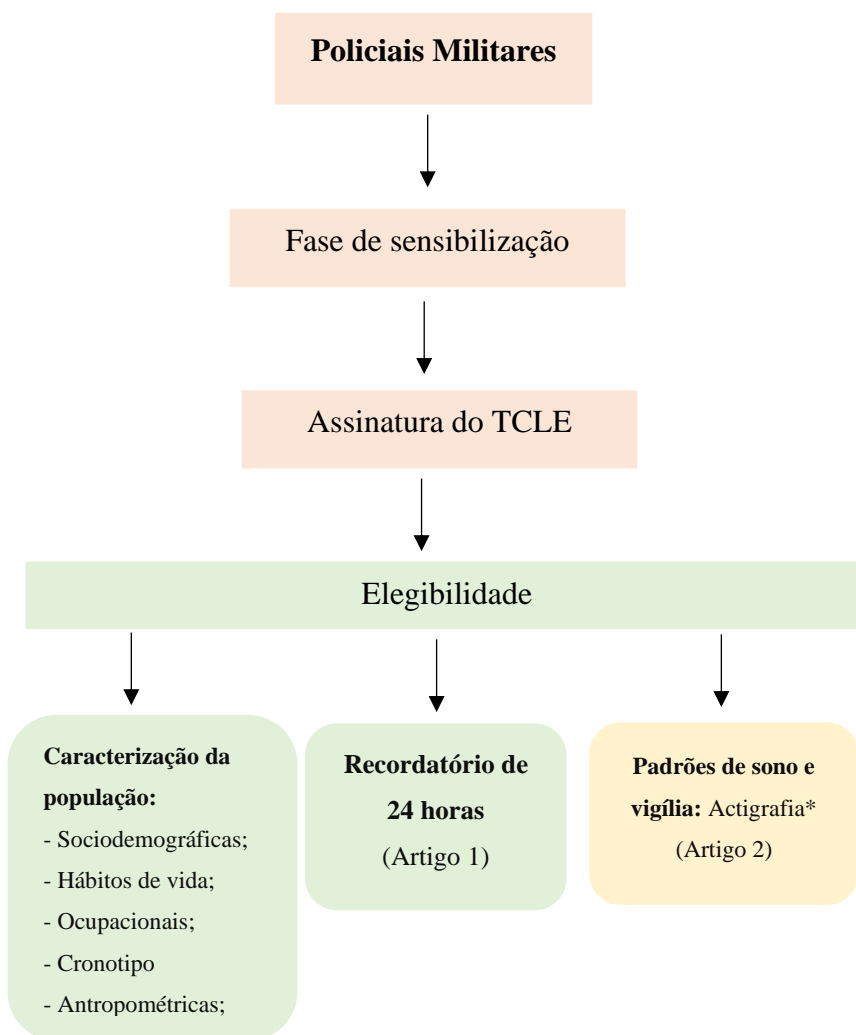 Policiais Militares
Fase de sensibilização
Assinatura do TCLE
Elegibilidade
Caracterização da
população:
- Sociodemográficas;
- Hábitos de vida;
- Ocupacionais;
- Cronotipo
- Antropométricas;
Recordatório de
24 horas
(Artigo 1)
Padrões de sono e
vigília: Actigrafia*
(Artigo 2)